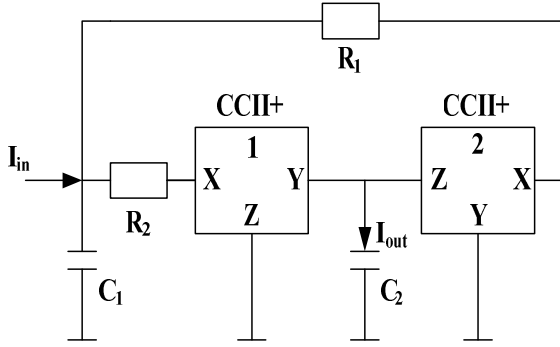 R₁
CCII+ CCII+
1 2
Iin
X Y Z X
R₂ Z Iout Y
C₁ C₂